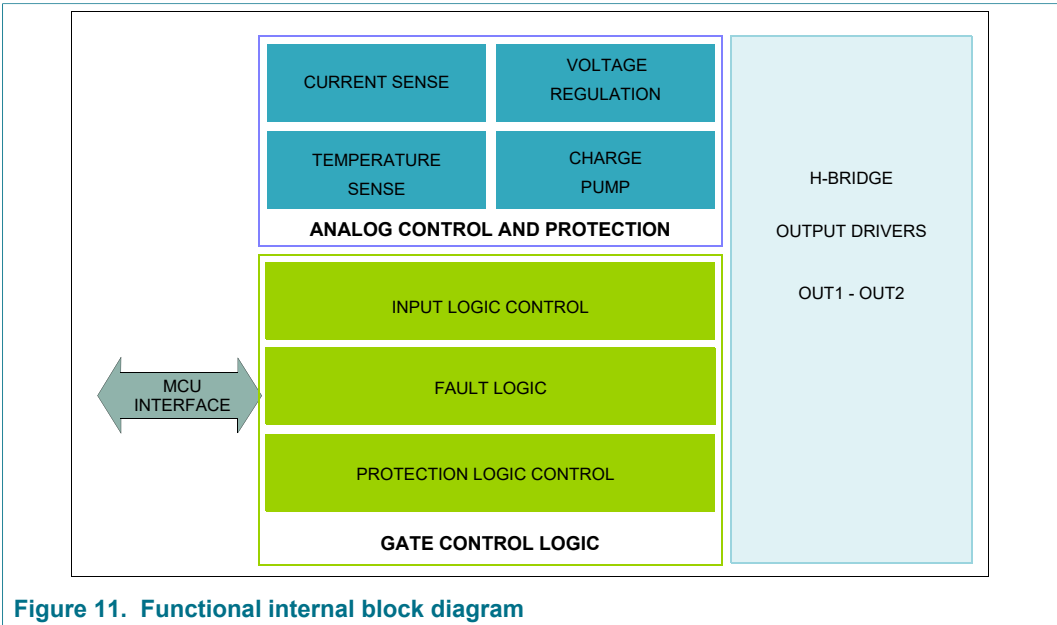 CURRENT SENSE
VOLTAGE
REGULATION
TEMPERATURE
SENSE
CHARGE
PUMP
ANALOG CONTROL AND PROTECTION
H-BRIDGE
OUTPUT DRIVERS
OUT1 - OUT2
MCU
INTERFACE
INPUT LOGIC CONTROL
FAULT LOGIC
PROTECTION LOGIC CONTROL
GATE CONTROL LOGIC
Figure 11. Functional internal block diagram